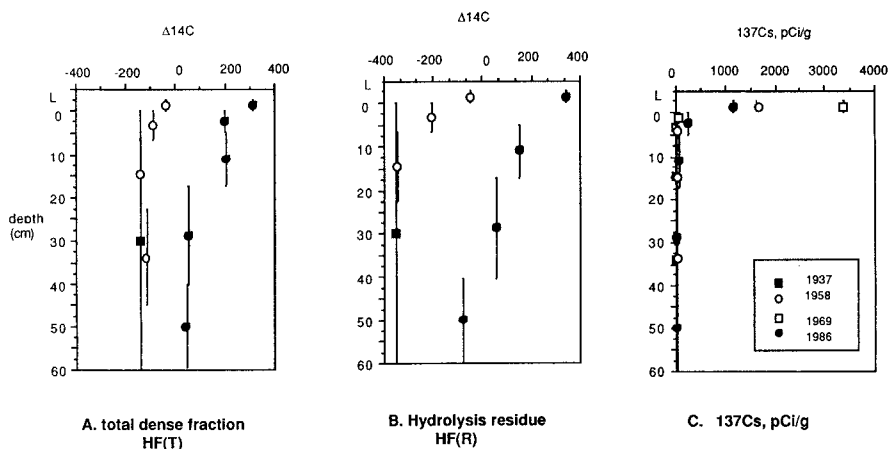 Δ14C
-400 -200 0 200 400
L
0
10
20
30
40
50
60
depth
(cm)
A. total dense fraction
HF(T)
Δ14C
-400 -200 0 200 400
L
0
10
20
30
40
50
60
B. Hydrolysis residue
HF(R)
137Cs, pCi/g
0 1000 2000 3000 4000
L
0
10
20
30
40
50
60
1937
1958
1969
1986
C. 137Cs, pCi/g